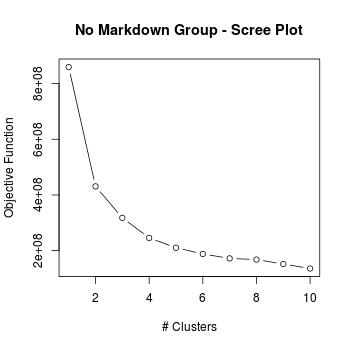 No Markdown Group - Scree Plot
Objective Function
8e+08
6e+08
4e+08
2e+08
2 4 6 8 10
# Clusters